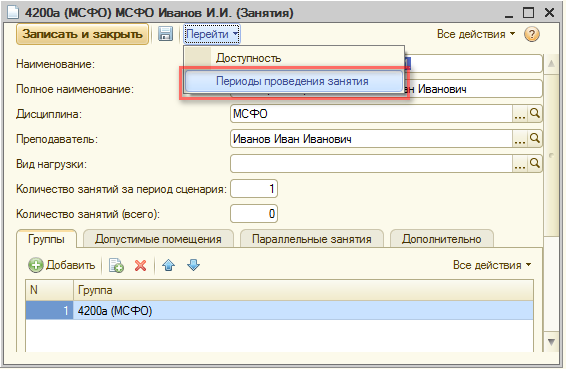 4200а (МСФО) МСФО Иванов И.И. (Занятия)
Записать и закрыть Перейти Все действия ?
Наименование:
Доступность
Периоды проведения занятия
Полное наименование: Иванович
Дисциплина: МСФО ...
Преподаватель: Иванов Иван Иванович ...
Вид нагрузки: ...
Количество занятий за период сценария: 1
Количество занятий (всего): 0
Группы Допустимые помещения Параллельные занятия Дополнительно
Добавить Все действия
N Группа
1 4200а (МСФО)